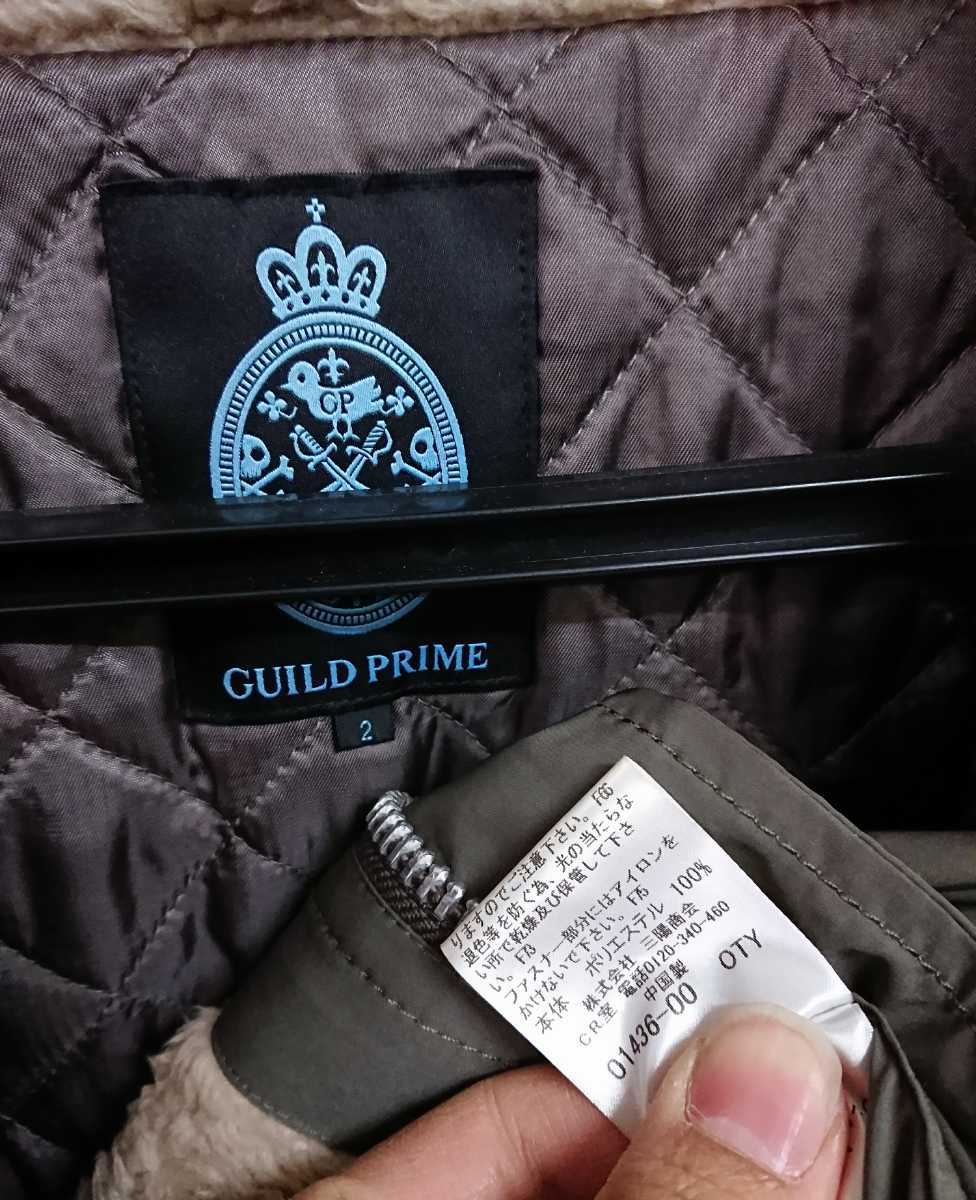 GP
GUILD PRIME
2
りますのでご注意下さい。F66
退色等を防ぐ為、光の当たらな
い所で乾燥及び保管して下さ
い。F73
ファスナー部分にはアイロンを
かけないで下さい。F76
本体 ポリエステル 100%
株式会社 三陽商会
CR室 電話0120-340-460
中国製
01436-00 OTY